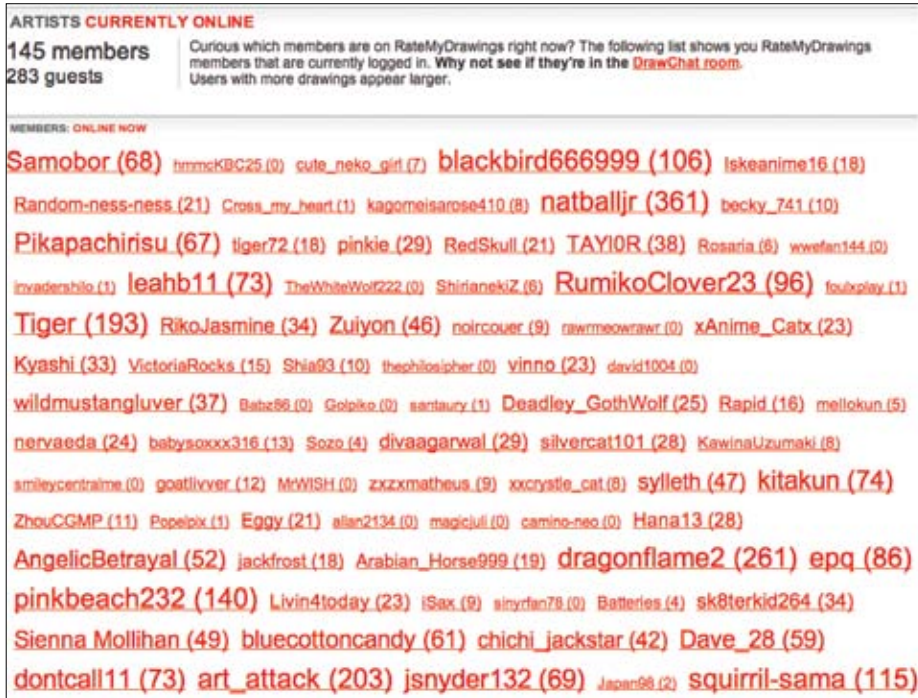 ARTISTS CURRENTLY ONLINE
145 members
283 guests
Curious which members are on RateMyDrawings right now? The following list shows you RateMyDrawings
members that are currently logged in. Why not see if they're in the DrawChat room.
Users with more drawings appear larger.
MEMBERS: ONLINE NOW
Samobor (68) hmmcKBC25 (0) cute_neko_girl (7) blackbird666999 (106) Iskeanime16 (18)
Random-ness-ness (21) Cross_my_heart (1) kagomeisarose410 (8) natballjr (361) becky_741 (10)
Pikapachirisu (67) tiger72 (18) pinkie (29) RedSkull (21) TAYl0R (38) Rosaria (6) wwefan144 (0)
invadershilo (1) leahb11 (73) TheWhiteWolf222 (0) ShirianekiZ (6) RumikoClover23 (96) foulxplay (1)
Tiger (193) RikoJasmine (34) Zuiyon (46) noircouer (9) rawrmeowrawr (0) xAnime_Catx (23)
Kyashi (33) VictoriaRocks (15) Shia93 (10) thephilosipher (0) vinno (23) david1004 (0)
wildmustangluver (37) Babz86 (0) Golpiko (0) santaury (1) Deadley_GothWolf (25) Rapid (16) mellokun (5)
nervaeda (24) babysoxxx316 (13) Sozo (4) divaagarwal (29) silvercat101 (28) KawinaUzumaki (8)
smileycentralme (0) goatlivver (12) MrWISH (0) zxzxmatheus (9) xxcrystle_cat (8) sylleth (47) kitakun (74)
ZhouCGMP (11) Popelpix (1) Eggy (21) allan2134 (0) magicjuli (0) camino-neo (0) Hana13 (28)
AngelicBetrayal (52) jackfrost (18) Arabian_Horse999 (19) dragonflame2 (261) epq (86)
pinkbeach232 (140) Livin4today (23) iSax (9) sinyrfan78 (0) Batteries (4) sk8terkid264 (34)
Sienna Mollihan (49) bluecottoncandy (61) chichi_jackstar (42) Dave_28 (59)
dontcall11 (73) art_attack (203) jsnyder132 (69) Japan98 (2) squirril-sama (115)